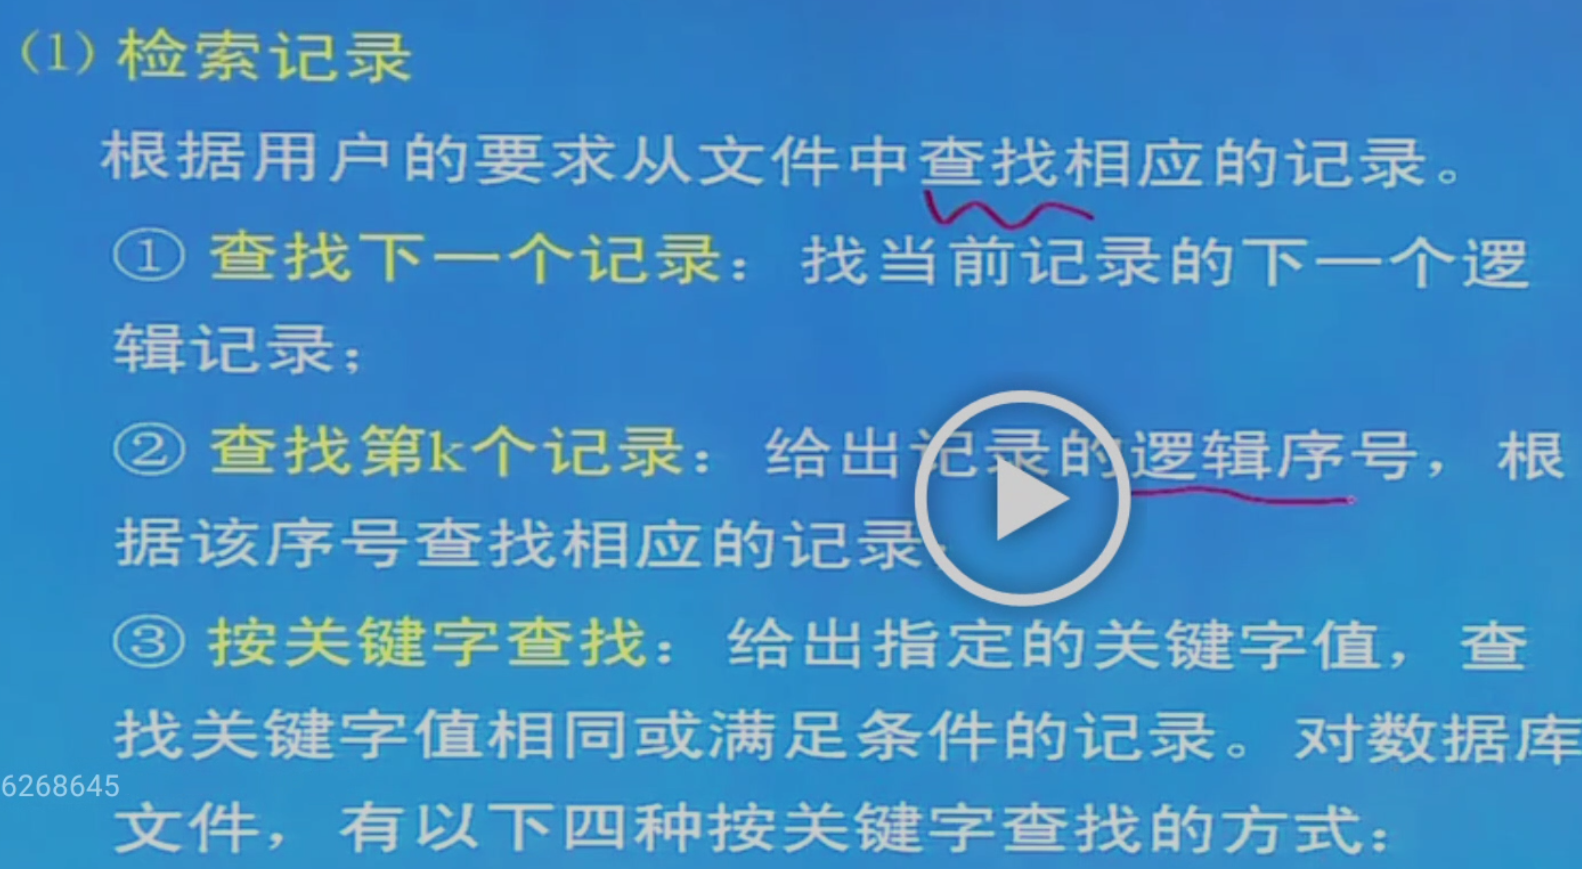 (1) 检索记录
根据用户的要求从文件中查找相应的记录。
① 查找下一个记录：找当前记录的下一个逻
辑记录；
② 查找第k个记录：给出记录的逻辑序号，根
据该序号查找相应的记录
③ 按关键字查找：给出指定的关键字值，查
找关键字值相同或满足条件的记录。对数据库
6268645
文件，有以下四种按关键字查找的方式：